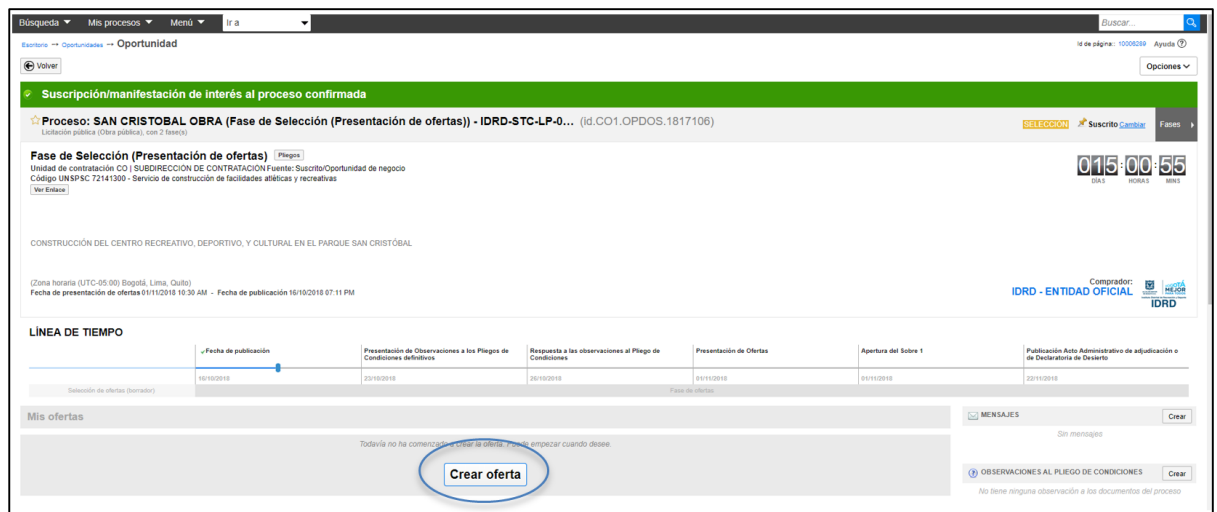 Búsqueda Mis procesos Menú Ir a Buscar...
Escritorio → Oportunidades → Oportunidad Id de página: 10008289 Ayuda
Volver Opciones
Suscripción/manifestación de interés al proceso confirmada
Proceso: SAN CRISTOBAL OBRA (Fase de Selección (Presentación de ofertas)) - IDRD-STC-LP-0... (id.CO1.OPDOS.1817106) SELECCIÓN Suscrito Cambiar Fases
Licitación pública (Obra pública), con 2 fase(s)
Fase de Selección (Presentación de ofertas) Pliegos
Unidad de contratación CO | SUBDIRECCIÓN DE CONTRATACIÓN Fuente: Suscrito/Oportunidad de negocio
Código UNSPSC 72141300 - Servicio de construcción de facilidades atléticas y recreativas
Ver Enlace
015:00:55
DÍAS HORAS MINS
CONSTRUCCIÓN DEL CENTRO RECREATIVO, DEPORTIVO, Y CULTURAL EN EL PARQUE SAN CRISTÓBAL
(Zona horaria (UTC-05:00) Bogotá, Lima, Quito)
Fecha de presentación de ofertas 01/11/2018 10:30 AM - Fecha de publicación 16/10/2018 07:11 PM
Comprador:
IDRD - ENTIDAD OFICIAL
BOGOTÁ
MEJOR
IDRD
LÍNEA DE TIEMPO
Fecha de publicación
Presentación de Observaciones a los Pliegos de Condiciones definitivos
Respuesta a las observaciones al Pliego de Condiciones
Presentación de Ofertas
Apertura del Sobre 1
Publicación Acto Administrativo de adjudicación o de Declaratoria de Desierto
16/10/2018 23/10/2018 26/10/2018 01/11/2018 01/11/2018 22/11/2018
Selección de ofertas (borrador) Fase de ofertas
Mis ofertas
Todavía no ha comenzado a crear la oferta. Puede empezar cuando desee.
Crear oferta
MENSAJES Crear
Sin mensajes
OBSERVACIONES AL PLIEGO DE CONDICIONES Crear
No tiene ninguna observación a los documentos del proceso